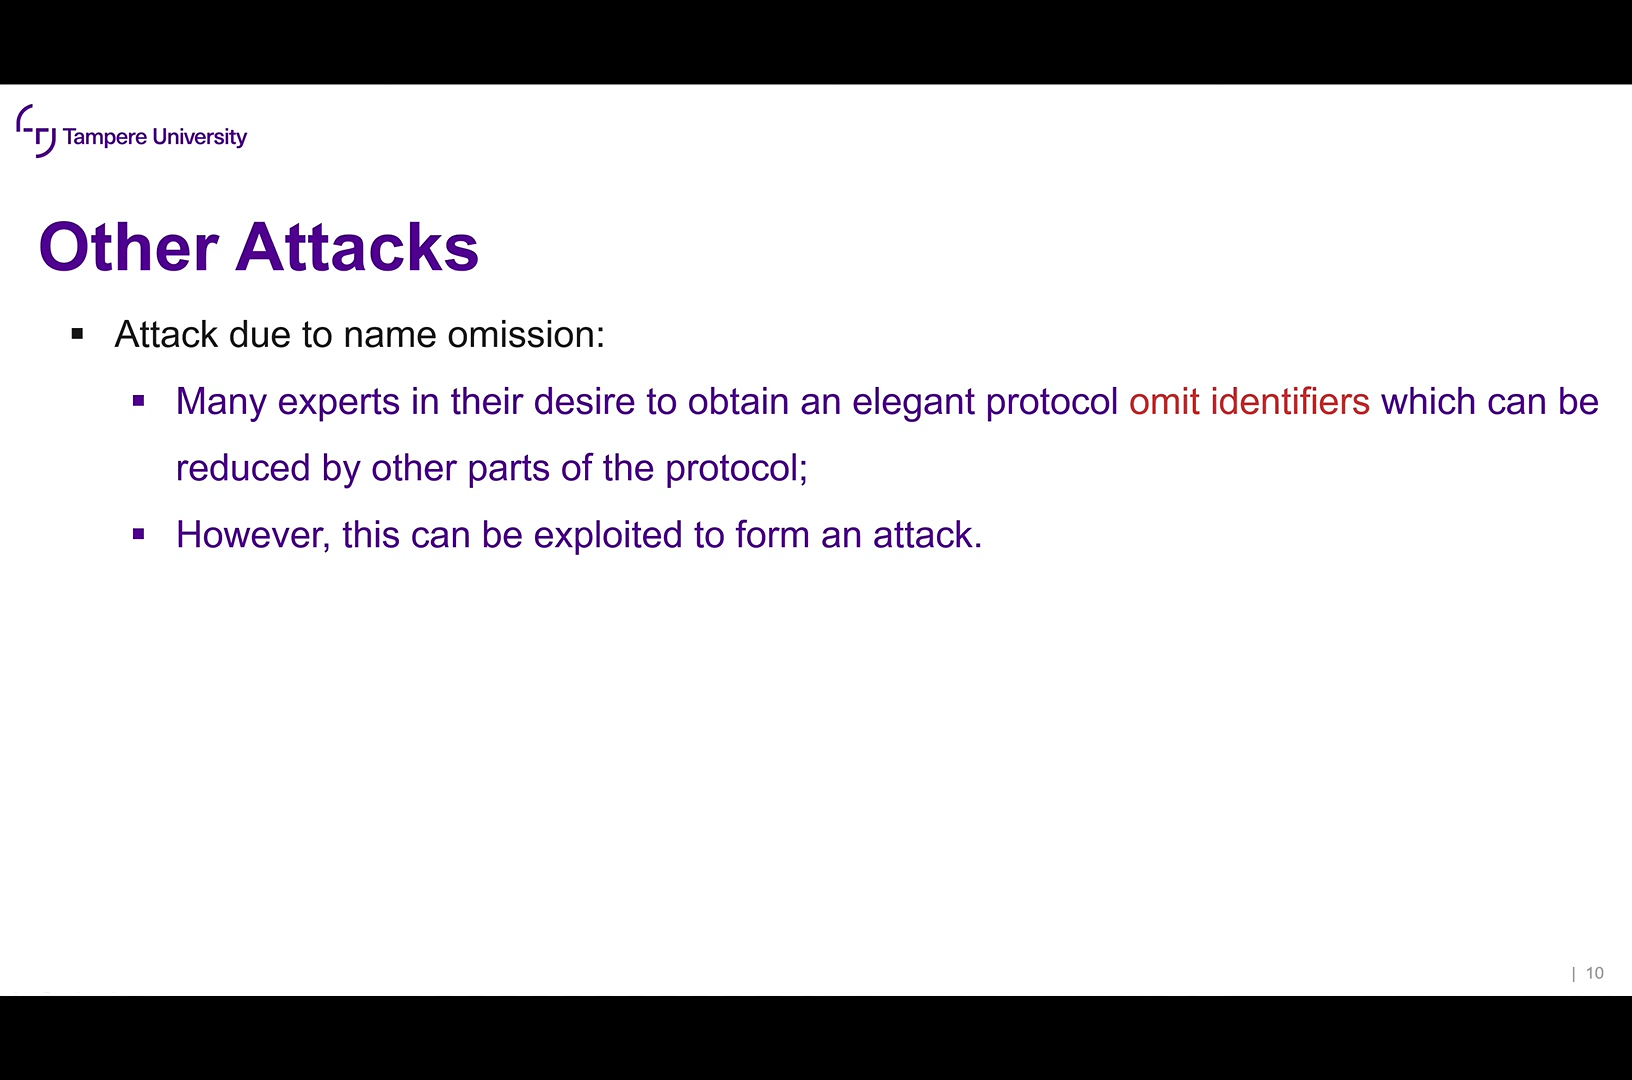 Tampere University
Other Attacks
▪ Attack due to name omission:
▪ Many experts in their desire to obtain an elegant protocol omit identifiers which can be
reduced by other parts of the protocol;
▪ However, this can be exploited to form an attack.
| 10